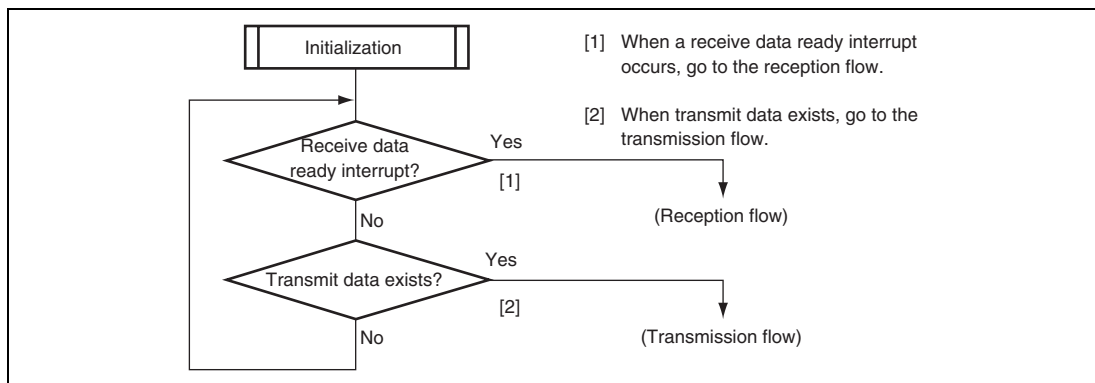 Initialization
[1] When a receive data ready interrupt
occurs, go to the reception flow.
[2] When transmit data exists, go to the
transmission flow.
Receive data
ready interrupt?
Yes
[1]
(Reception flow)
No
Transmit data exists?
Yes
[2]
(Transmission flow)
No